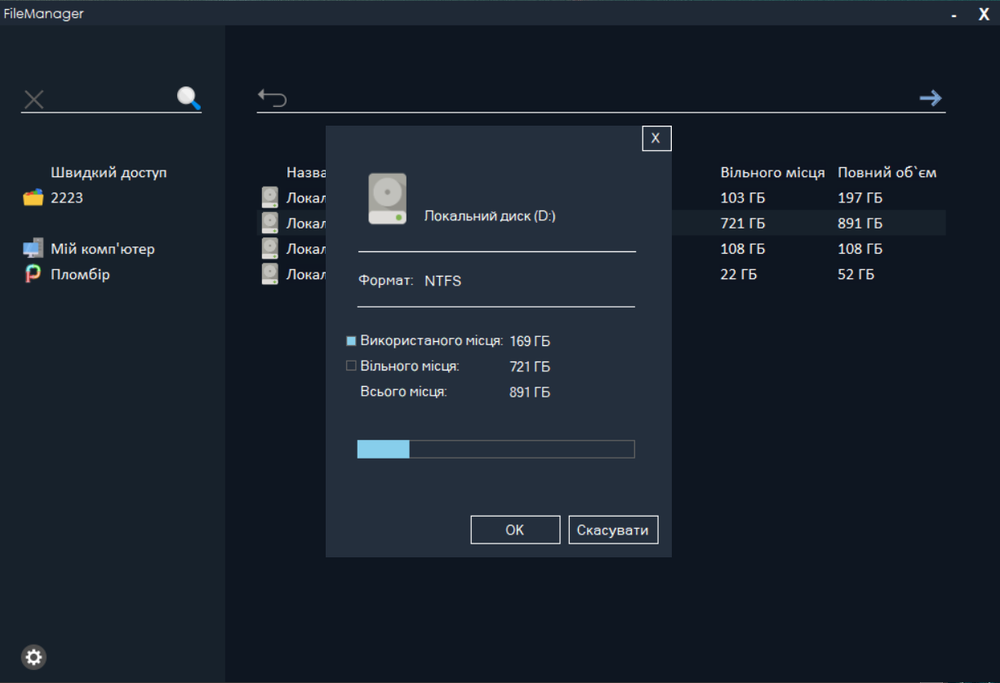 FileManager
- X
Швидкий доступ
2223
Мій комп'ютер
Пломбір
Назва Вільного місця Повний об`єм
Локал 103 ГБ 197 ГБ
Локал 721 ГБ 891 ГБ
Локал 108 ГБ 108 ГБ
Локал 22 ГБ 52 ГБ
X
Локальний диск (D:)
Формат: NTFS
Використаного місця: 169 ГБ
Вільного місця: 721 ГБ
Всього місця: 891 ГБ
ОК
Скасувати